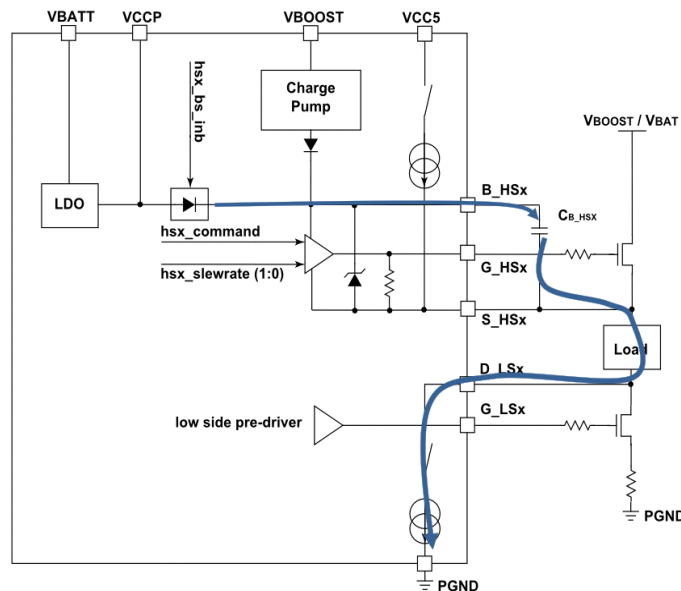 VBATT VCCP VBOOST VCC5
hsx_bs_inb
Charge
Pump
VBOOST / VBAT
LDO
B_HSx
CB_HSX
hsx_command
hsx_slewrate (1:0)
G_HSx
S_HSx
Load
D_LSx
G_LSx
low side pre-driver
PGND
PGND